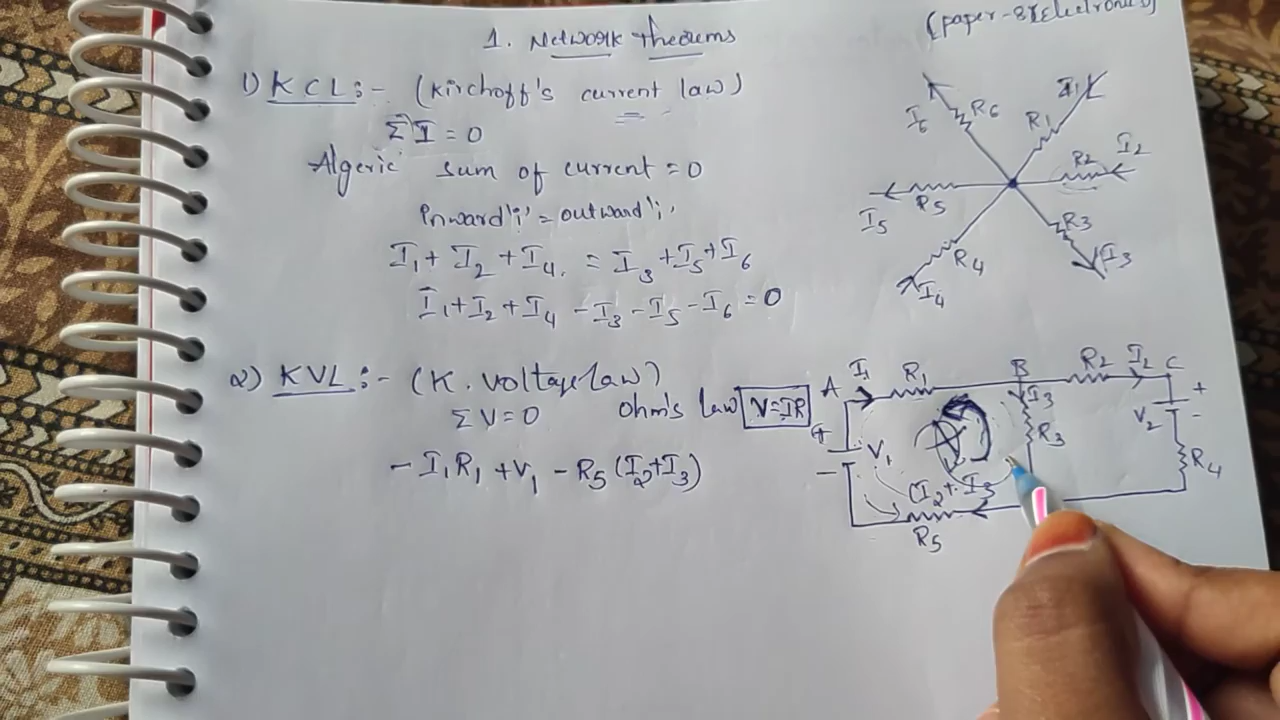 (paper-8)Electronics)
1. Network theorems
1) KCL:- (Kirchoff's current law)
ΣI = 0
Algeric sum of current = 0
Inward 'i' = outward 'i'
I₁ + I₂ + I₄. = I₃ + I₅ + I₆
I₁ + I₂ + I₄ - I₃ - I₅ - I₆ = 0
I₆ R₆ R₁ I₁
R₂ I₂
I₅ R₅ R₃ I₃
I₄ R₄
2) KVL:- (K. voltage law)
ΣV = 0 ohm's law V=IR
- I₁R₁ + V₁ - R₅ (I₂+I₃)
A I₁ R₁ B R₂ I₂ C
+ - V₁ I₃ R₃ V₂ + - R₄
(I₂ + I₃
R₅